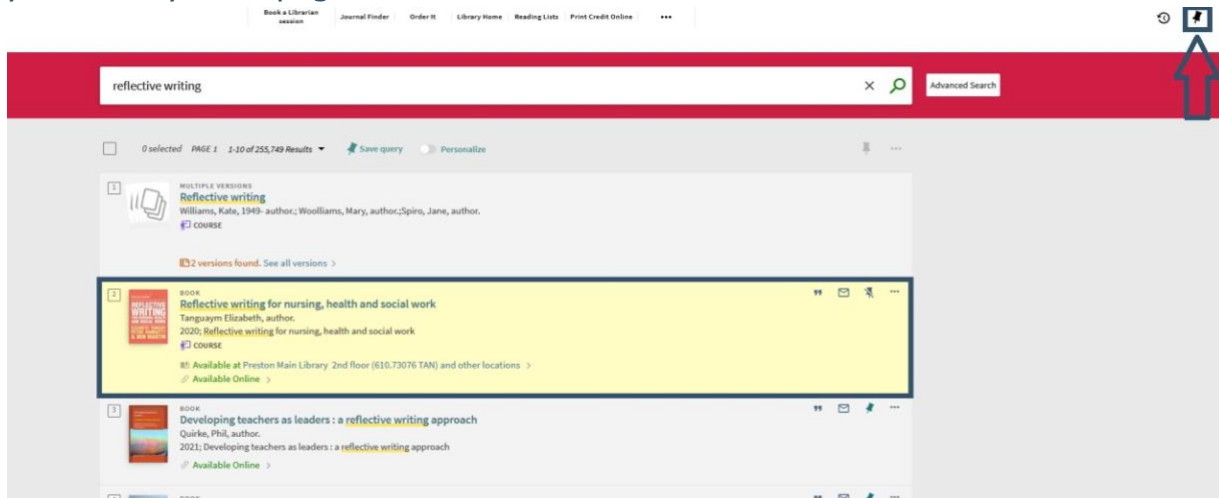 Book a Librarian session
Journal Finder
Order It
Library Home
Reading Lists
Print Credit Online
•••
reflective writing
Advanced Search
0 selected PAGE 1 1-10 of 255,749 Results Save query Personalize
1
MULTIPLE VERSIONS
Reflective writing
Williams, Kate, 1949- author.; Woolliams, Mary, author.;Spiro, Jane, author.
COURSE
2 versions found. See all versions >
2
BOOK
Reflective writing for nursing, health and social work
Tanguaym Elizabeth, author.
2020; Reflective writing for nursing, health and social work
COURSE
Available at Preston Main Library 2nd floor (610.73076 TAN) and other locations >
Available Online >
3
BOOK
Developing teachers as leaders : a reflective writing approach
Quirke, Phil, author.
2021; Developing teachers as leaders : a reflective writing approach
Available Online >
BOOK